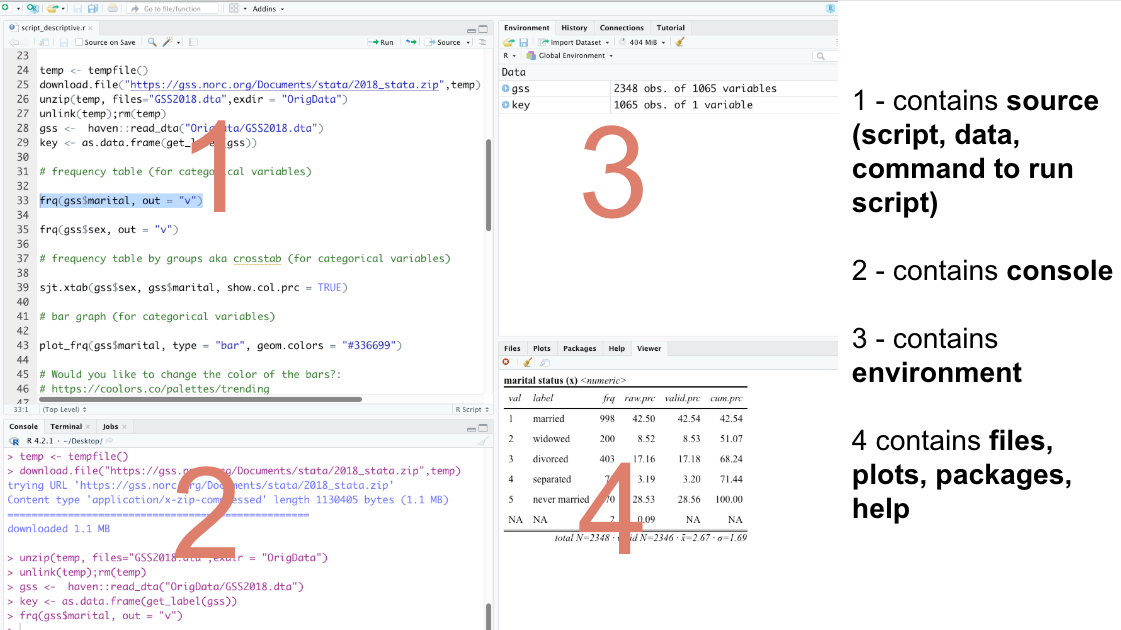 Go to file/function
Addins
script_descriptive.r
Source on Save
Run
Source
23
24 temp <- tempfile()
25 download.file("https://gss.norc.org/Documents/stata/2018_stata.zip",temp)
26 unzip(temp, files="GSS2018.dta",exdir = "OrigData")
27 unlink(temp);rm(temp)
28 gss <- haven::read_dta("OrigData/GSS2018.dta")
29 key <- as.data.frame(get_label(gss))
30
31 # frequency table (for categorical variables)
32
33 frq(gss$marital, out = "v")
34
35 frq(gss$sex, out = "v")
36
37 # frequency table by groups aka crosstab (for categorical variables)
38
39 sjt.xtab(gss$sex, gss$marital, show.col.prc = TRUE)
40
41 # bar graph (for categorical variables)
42
43 plot_frq(gss$marital, type = "bar", geom.colors = "#336699")
44
45 # Would you like to change the color of the bars?:
46 # https://coolors.co/palettes/trending
47
33:1 (Top Level) R Script
1
Console Terminal Jobs
R 4.2.1 · ~/Desktop/
> temp <- tempfile()
> download.file("https://gss.norc.org/Documents/stata/2018_stata.zip",temp)
trying URL 'https://gss.norc.org/Documents/stata/2018_stata.zip'
Content type 'application/x-zip-compressed' length 1130405 bytes (1.1 MB)
==================================================
downloaded 1.1 MB
> unzip(temp, files="GSS2018.dta",exdir = "OrigData")
> unlink(temp);rm(temp)
> gss <- haven::read_dta("OrigData/GSS2018.dta")
> key <- as.data.frame(get_label(gss))
> frq(gss$marital, out = "v")
>
2
Environment History Connections Tutorial
Import Dataset 404 MiB
R Global Environment
Data
gss 2348 obs. of 1065 variables
key 1065 obs. of 1 variable
3
Files Plots Packages Help Viewer
marital status (x) <numeric>
val label frq raw.prc valid.prc cum.prc
1 married 998 42.50 42.54 42.54
2 widowed 200 8.52 8.53 51.07
3 divorced 403 17.16 17.18 68.24
4 separated 3.19 3.20 71.44
5 never married 28.53 28.56 100.00
NA NA 2 0.09 NA NA
total N=2348 · valid N=2346 · x̄=2.67 · σ=1.69
4
1 - contains source
(script, data,
command to run
script)
2 - contains console
3 - contains
environment
4 contains files,
plots, packages,
help